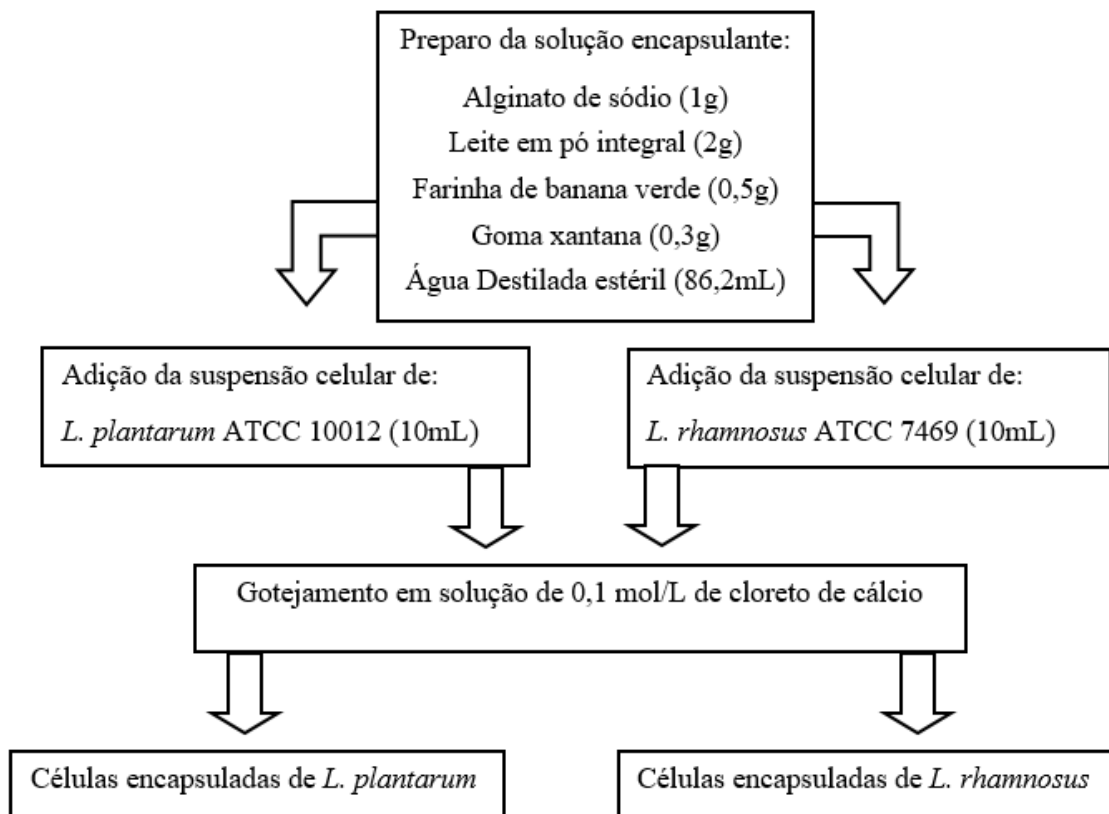 Preparo da solução encapsulante:
Alginato de sódio (1g)
Leite em pó integral (2g)
Farinha de banana verde (0,5g)
Goma xantana (0,3g)
Água Destilada estéril (86,2mL)
Adição da suspensão celular de:
L. plantarum ATCC 10012 (10mL)
Adição da suspensão celular de:
L. rhamnosus ATCC 7469 (10mL)
Gotejamento em solução de 0,1 mol/L de cloreto de cálcio
Células encapsuladas de L. plantarum
Células encapsuladas de L. rhamnosus